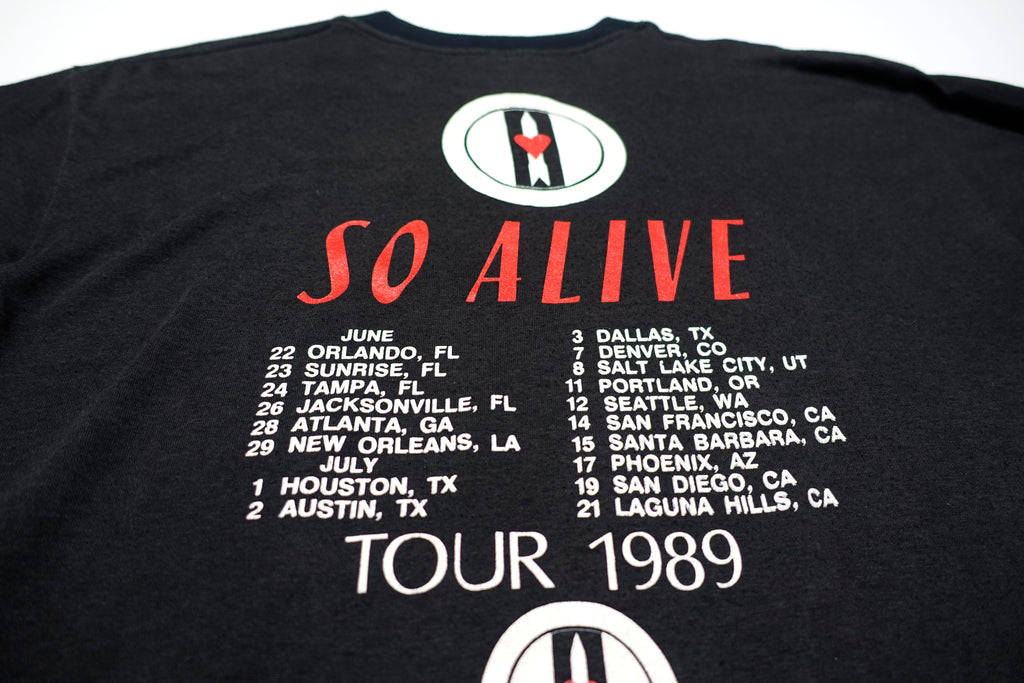 SO ALIVE
JUNE
22 ORLANDO, FL
23 SUNRISE, FL
24 TAMPA, FL
26 JACKSONVILLE, FL
28 ATLANTA, GA
29 NEW ORLEANS, LA
JULY
1 HOUSTON, TX
2 AUSTIN, TX
3 DALLAS, TX
7 DENVER, CO
8 SALT LAKE CITY, UT
11 PORTLAND, OR
12 SEATTLE, WA
14 SAN FRANCISCO, CA
15 SANTA BARBARA, CA
17 PHOENIX, AZ
19 SAN DIEGO, CA
21 LAGUNA HILLS, CA
TOUR 1989